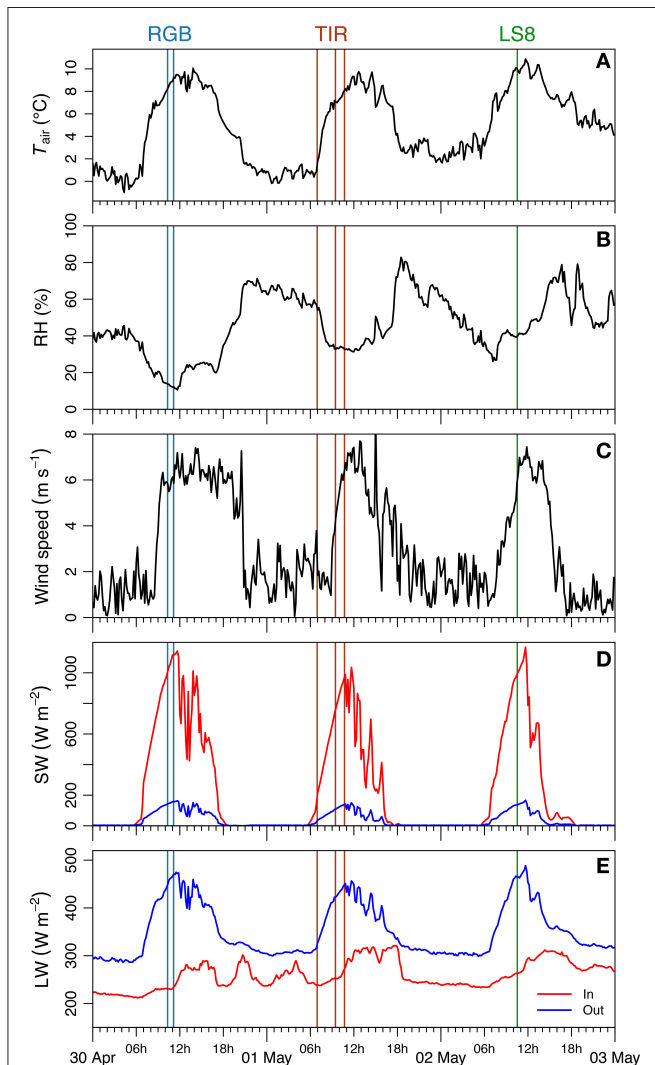 RGB TIR LS8
A
Tair (°C)
10
8
6
4
2
0
B
RH (%)
100
80
60
40
20
0
C
Wind speed (m s⁻¹)
8
6
4
2
0
D
SW (W m⁻²)
1000
600
200
0
E
LW (W m⁻²)
500
400
300
200
In
Out
06h 12h 18h 06h 12h 18h 06h 12h 18h
30 Apr 01 May 02 May 03 May